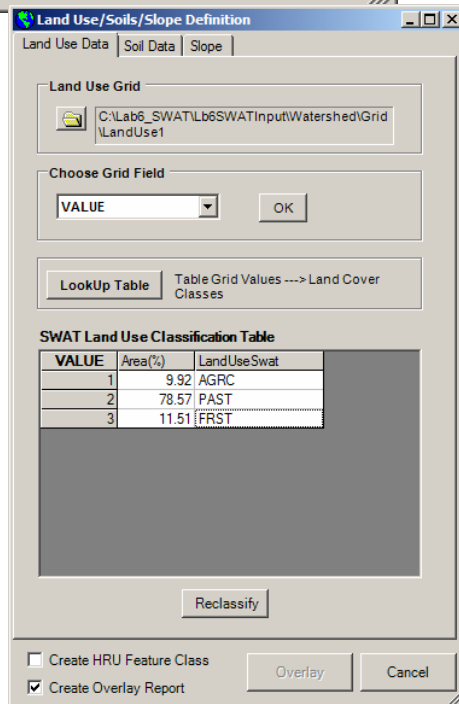 Land Use/Soils/Slope Definition
Land Use Data Soil Data Slope
Land Use Grid
C:\Lab6_SWAT\Lb6SWATInput\Watershed\Grid
\LandUse1
Choose Grid Field
VALUE OK
LookUp Table Table Grid Values ---> Land Cover
Classes
SWAT Land Use Classification Table
VALUE Area(%) LandUseSwat
1 9.92 AGRC
2 78.57 PAST
3 11.51 FRST
Reclassify
Create HRU Feature Class
Create Overlay Report
Overlay Cancel